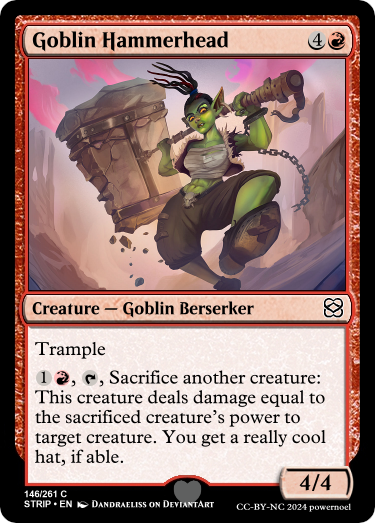 Goblin Hammerhead 4
Creature — Goblin Berserker
Trample
1, , Sacrifice another creature:
This creature deals damage equal to
the sacrificed creature's power to
target creature. You get a really cool
hat, if able.
4/4
146/261 C
STRIP • EN Dandraeliss on DeviantArt
CC-BY-NC 2024 powernoel